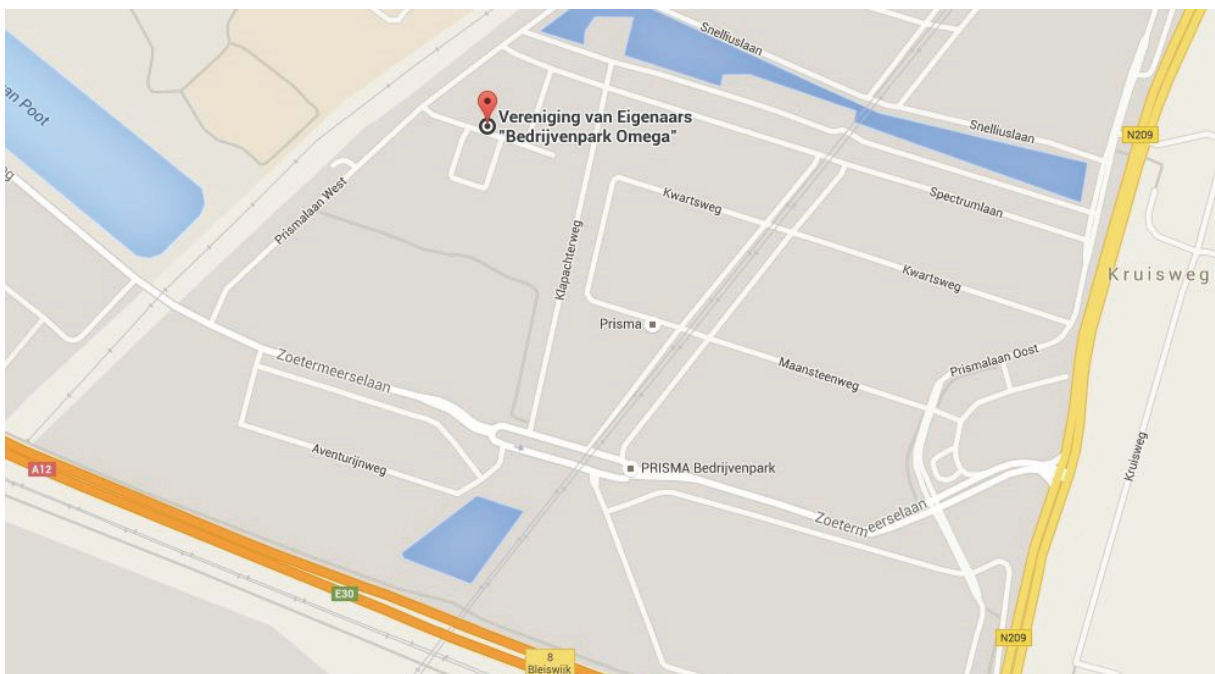 Snelliuslaan
an Poot
Vereniging van Eigenaars
"Bedrijvenpark Omega"
Snelliuslaan
N209
Prismalaan West
Kwartsweg
Spectrumlaan
Klapachterweg
Kwartsweg
Kruisweg
Prisma
Zoetermeerselaan
Maansteenweg
Prismalaan Oost
Aventurijnweg
A12
PRISMA Bedrijvenpark
Kruisweg
Zoetermeerselaan
E30
N209
8
Bleiswijk